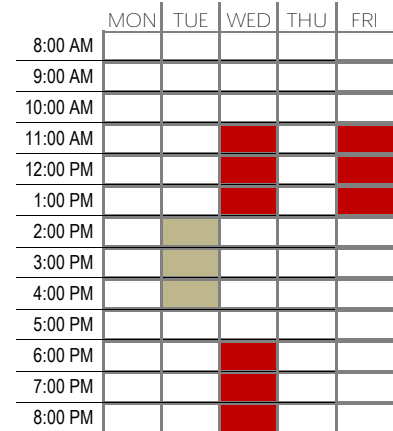 MON TUE WED THU FRI
8:00 AM
9:00 AM
10:00 AM
11:00 AM
12:00 PM
1:00 PM
2:00 PM
3:00 PM
4:00 PM
5:00 PM
6:00 PM
7:00 PM
8:00 PM